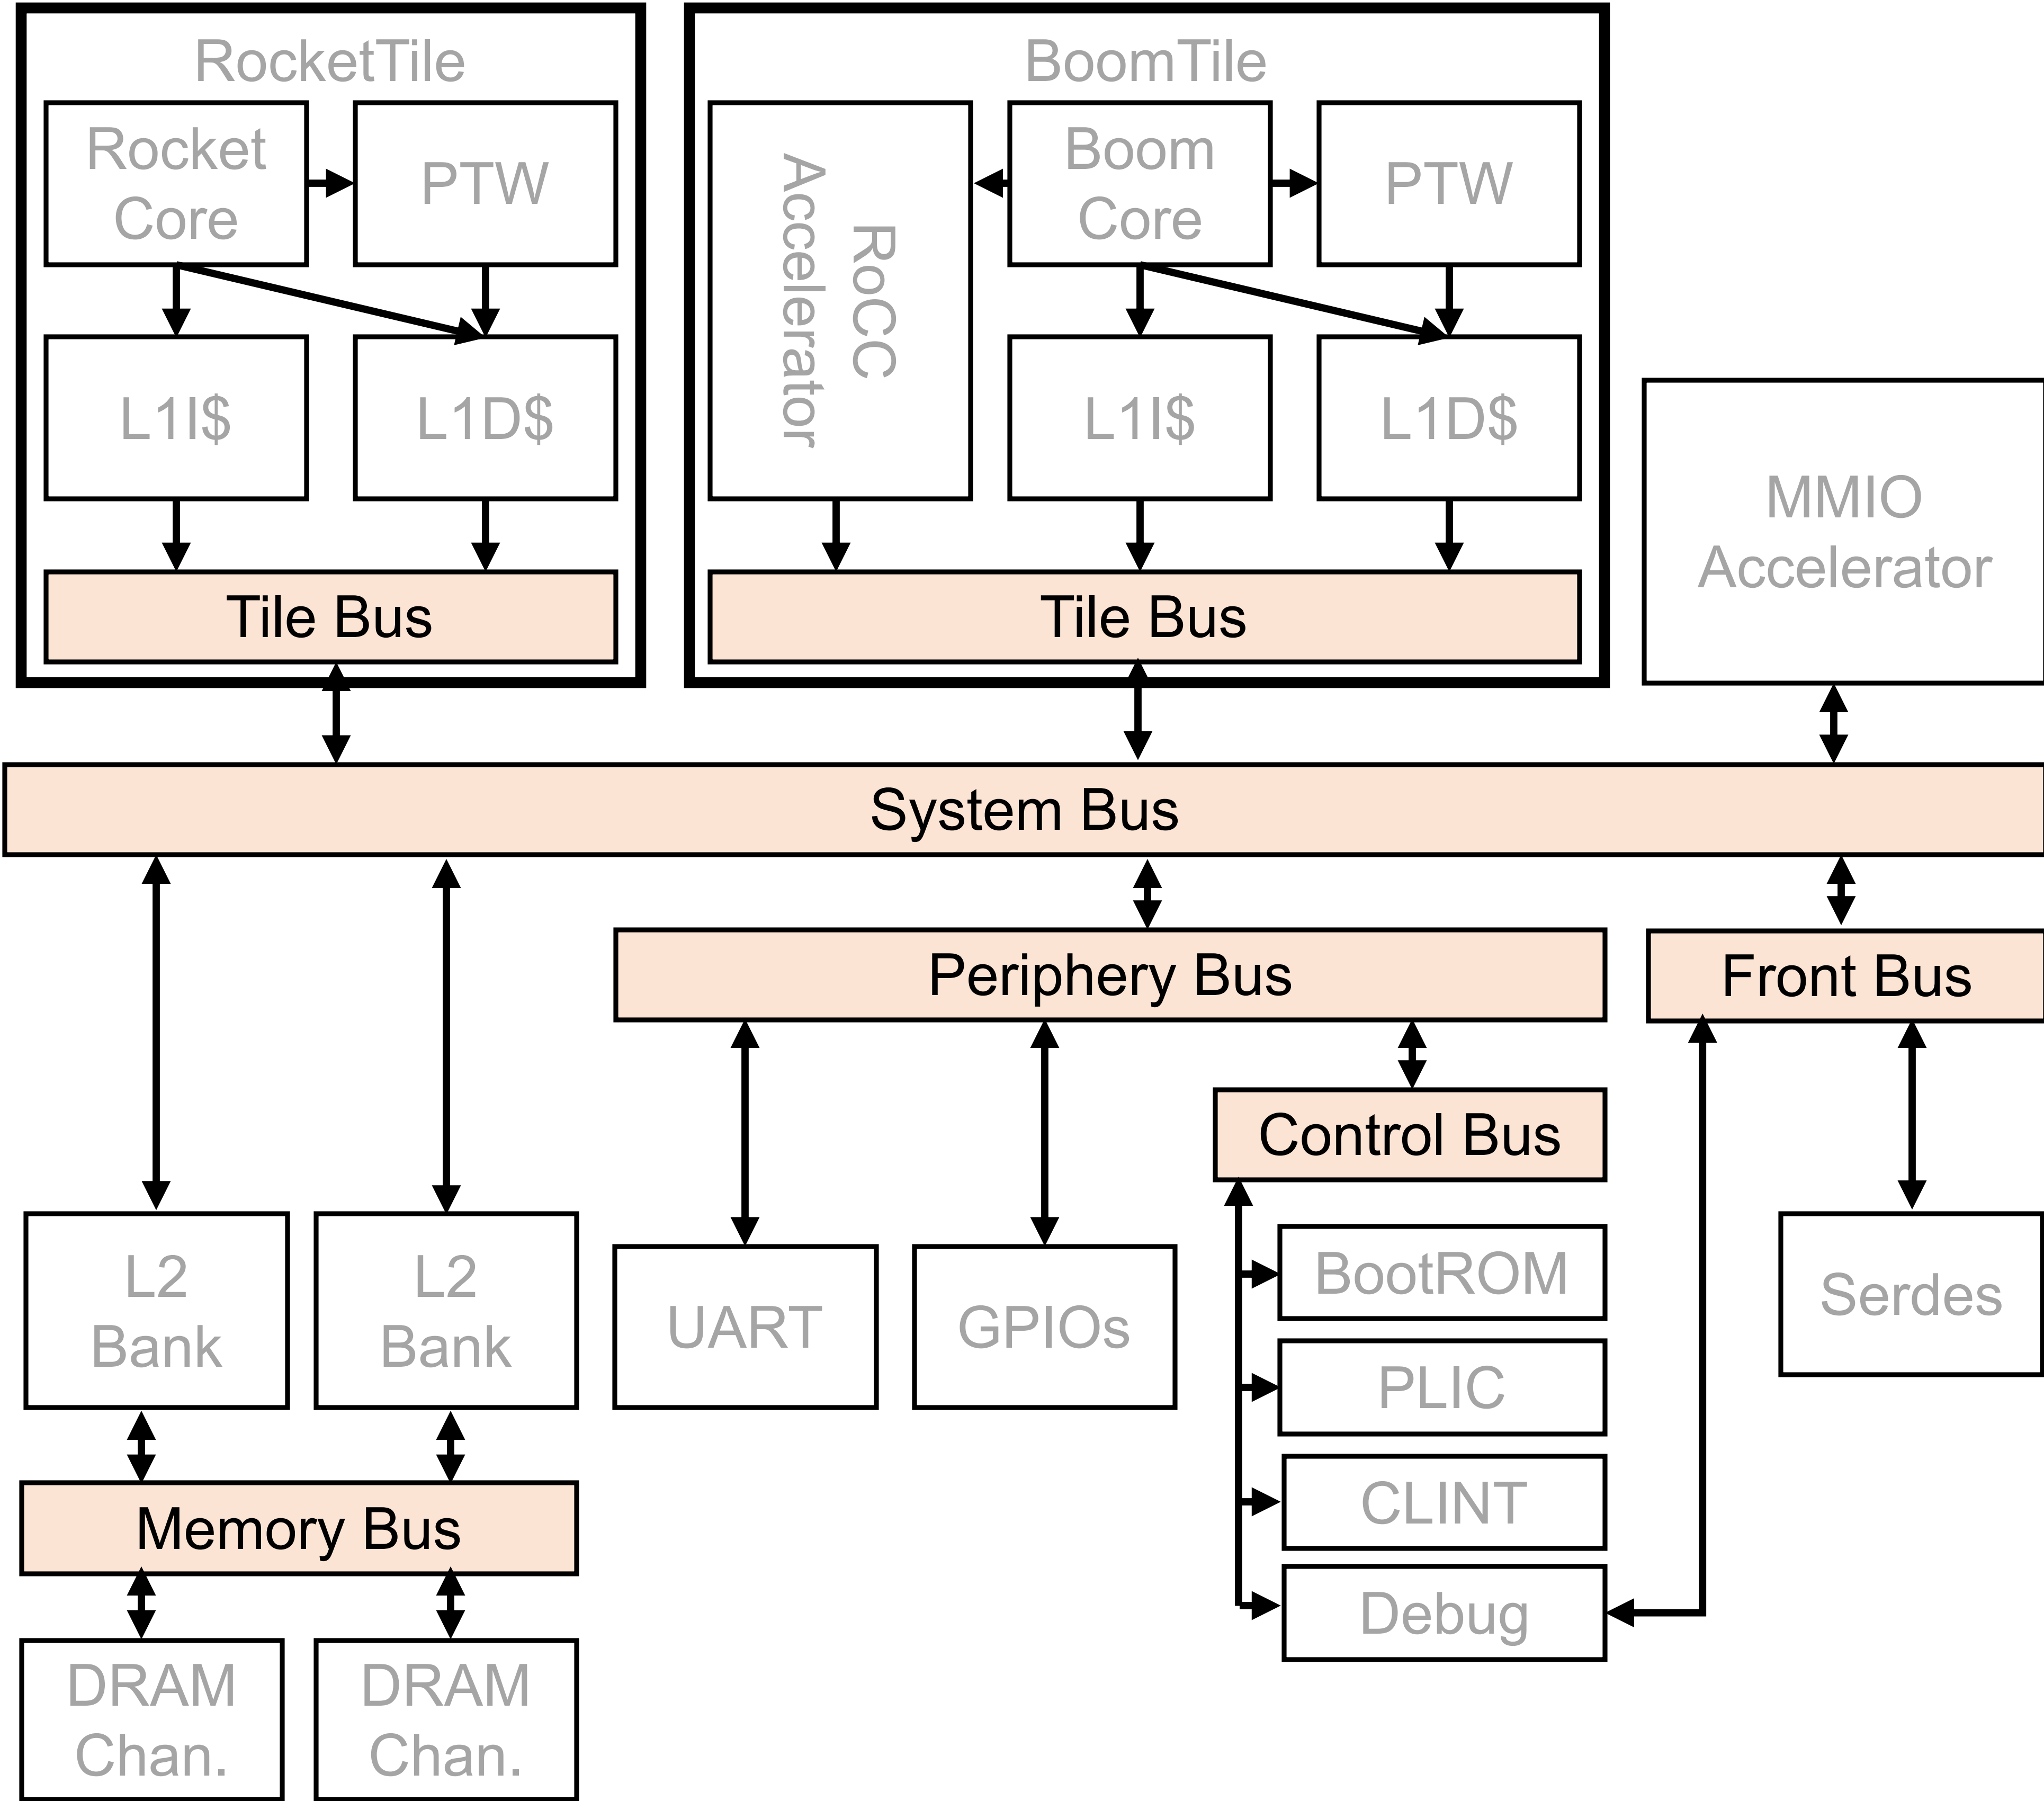 RocketTile
Rocket
Core
PTW
L1I$
L1D$
Tile Bus
BoomTile
RoCC
Accelerator
Boom
Core
PTW
L1I$
L1D$
Tile Bus
MMIO
Accelerator
System Bus
Periphery Bus
Front Bus
Control Bus
L2
Bank
L2
Bank
UART
GPIOs
BootROM
PLIC
CLINT
Debug
Serdes
Memory Bus
DRAM
Chan.
DRAM
Chan.